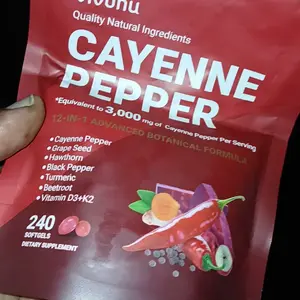 Quality Natural Ingredients
CAYENNE
PEPPER
*Equivalent to 3,000 mg of Cayenne Pepper Per Serving
12-IN-1 ADVANCED BOTANICAL FORMULA
•Cayenne Pepper
•Grape Seed
•Hawthorn
•Black Pepper
•Turmeric
•Beetroot
•Vitamin D3+K2
240
SOFTGELS
DIETARY SUPPLEMENT